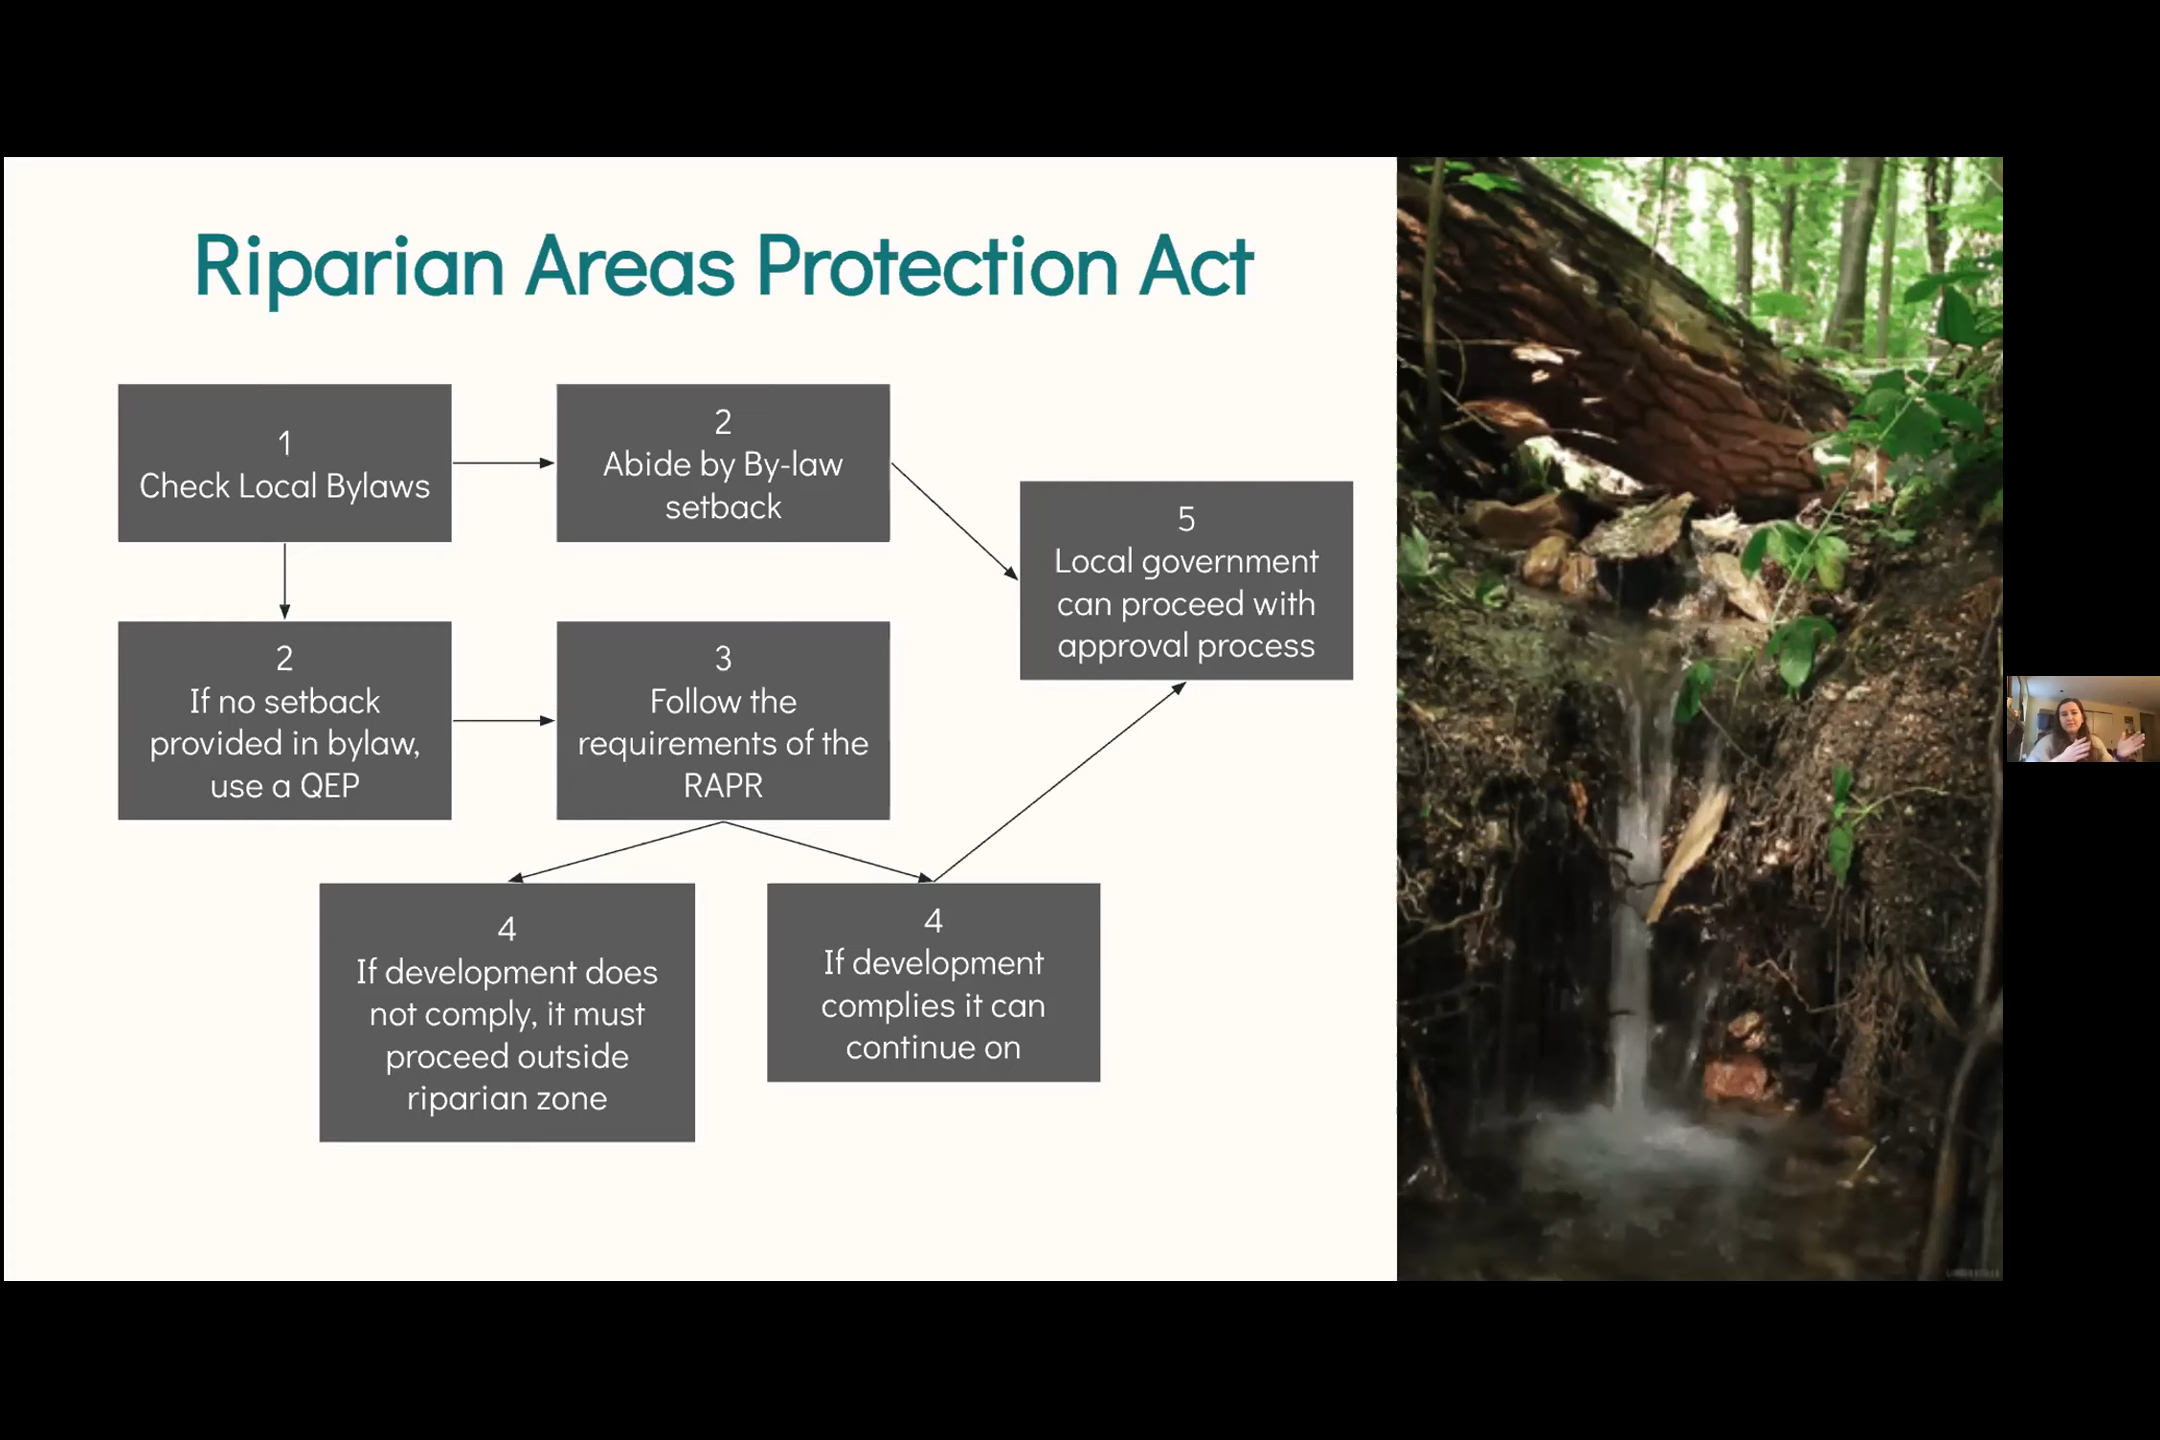 Riparian Areas Protection Act
1
Check Local Bylaws
2
Abide by By-law
setback
5
Local government
can proceed with
approval process
2
If no setback
provided in bylaw,
use a QEP
3
Follow the
requirements of the
RAPR
4
If development does
not comply, it must
proceed outside
riparian zone
4
If development
complies it can
continue on